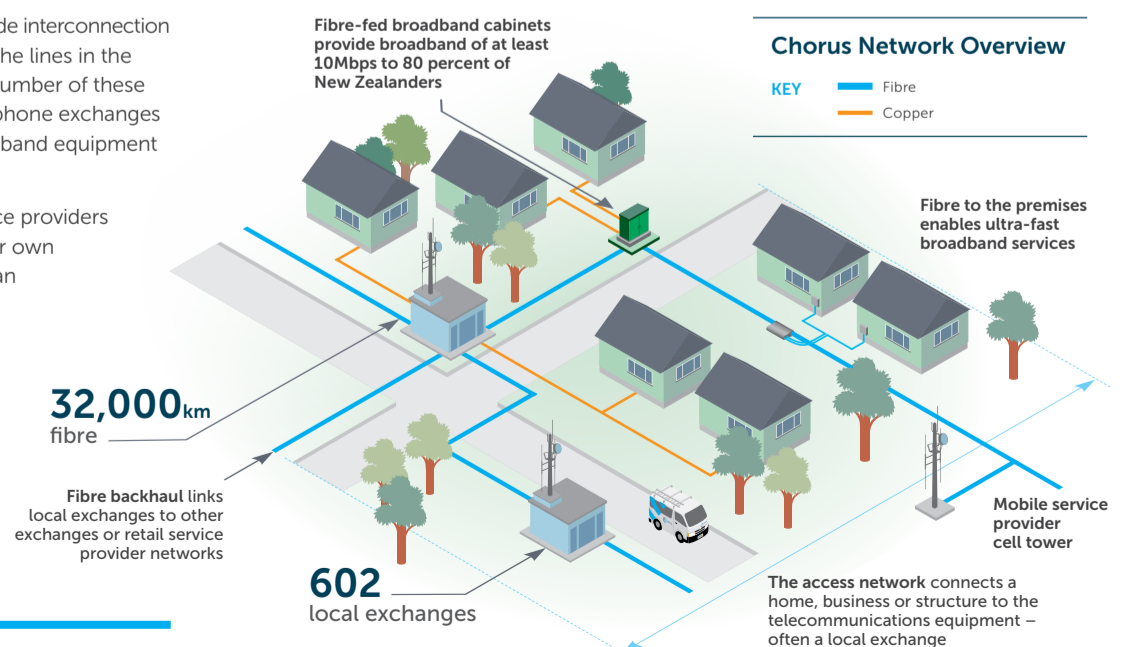 de interconnection
he lines in the
umber of these
phone exchanges
band equipment
ce providers
r own
an
Fibre-fed broadband cabinets
provide broadband of at least
10Mbps to 80 percent of
New Zealanders
Chorus Network Overview
KEY
Fibre
Copper
Fibre to the premises
enables ultra-fast
broadband services
32,000km
fibre
Fibre backhaul links
local exchanges to other
exchanges or retail service
provider networks
602
local exchanges
Mobile service
provider
cell tower
The access network connects a
home, business or structure to the
telecommunications equipment –
often a local exchange